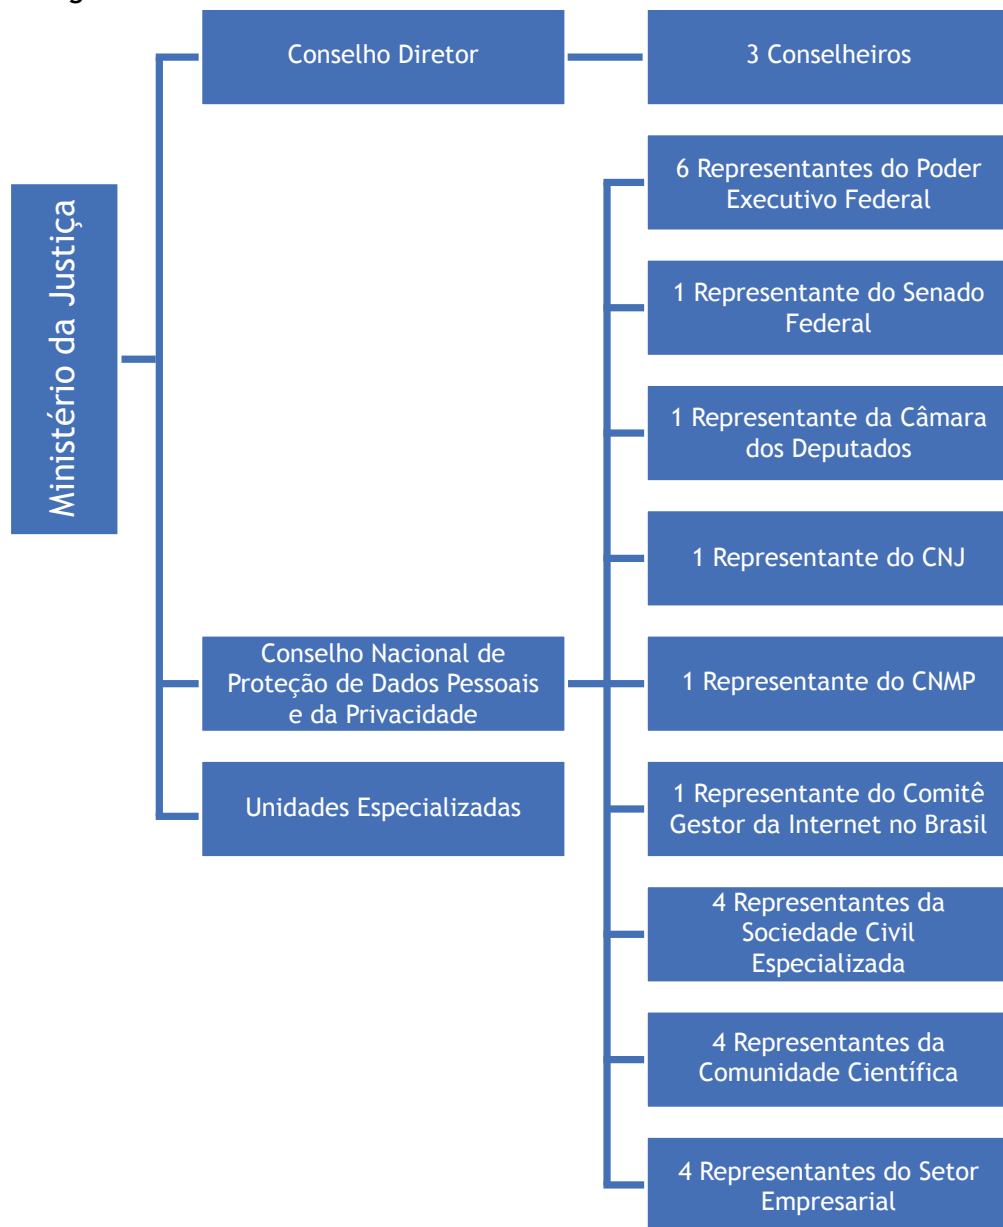 Conselho Diretor
3 Conselheiros
6 Representantes do Poder
Executivo Federal
Ministério da Justiça
1 Representante do Senado
Federal
1 Representante da Câmara
dos Deputados
1 Representante do CNJ
Conselho Nacional de
Proteção de Dados Pessoais
e da Privacidade
1 Representante do CNMP
Unidades Especializadas
1 Representante do Comitê
Gestor da Internet no Brasil
4 Representantes da
Sociedade Civil
Especializada
4 Representantes da
Comunidade Científica
4 Representantes do Setor
Empresarial